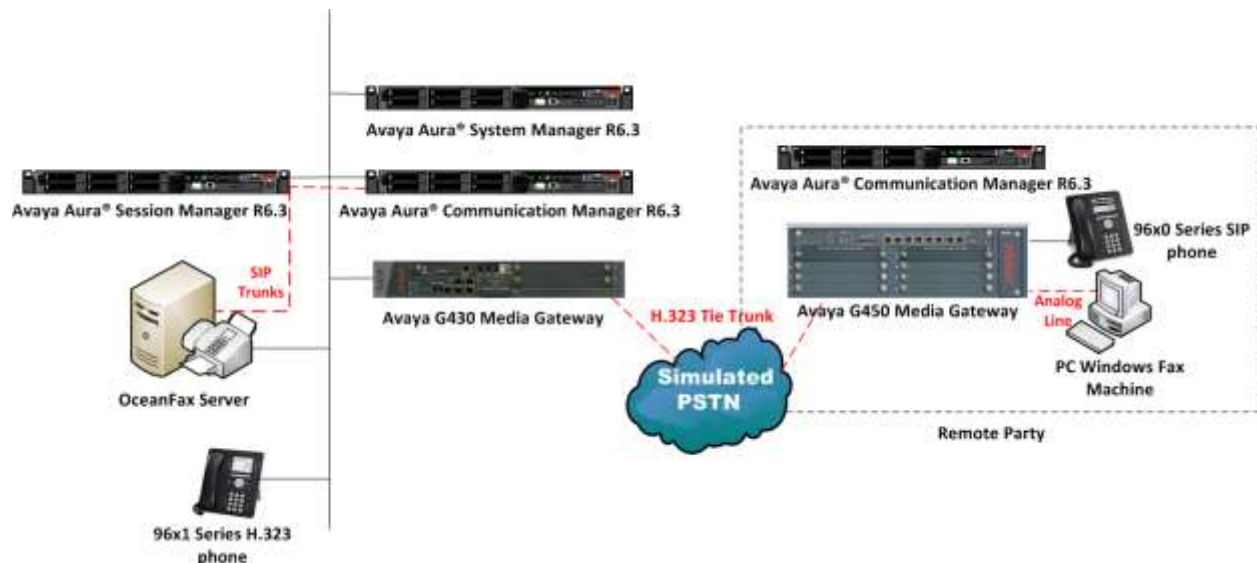 Avaya Aura® System Manager R6.3
Avaya Aura® Session Manager R6.3
Avaya Aura® Communication Manager R6.3
Avaya Aura® Communication Manager R6.3
SIP
Trunks
Avaya G430 Media Gateway
H.323 Tie Trunk
Avaya G450 Media Gateway
96x0 Series SIP
phone
Analog
Line
PC Windows Fax
Machine
OceanFax Server
Simulated
PSTN
Remote Party
96x1 Series H.323
phone